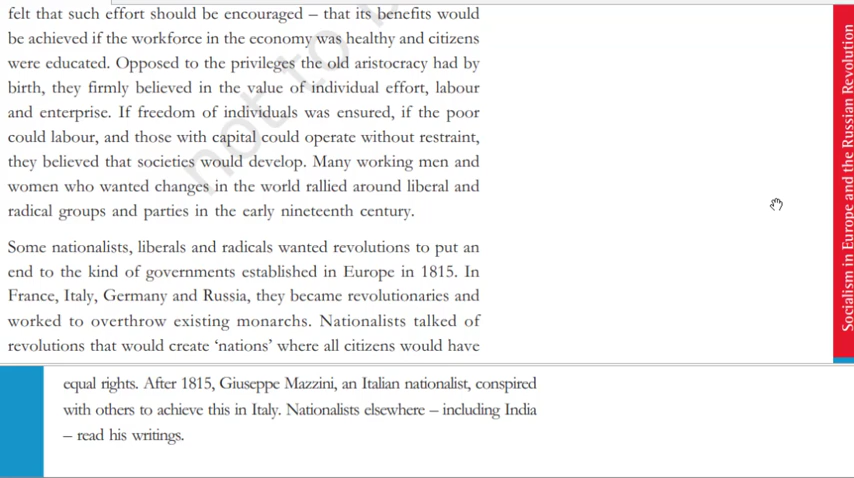 felt that such effort should be encouraged – that its benefits would
be achieved if the workforce in the economy was healthy and citizens
were educated. Opposed to the privileges the old aristocracy had by
birth, they firmly believed in the value of individual effort, labour
and enterprise. If freedom of individuals was ensured, if the poor
could labour, and those with capital could operate without restraint,
they believed that societies would develop. Many working men and
women who wanted changes in the world rallied around liberal and
radical groups and parties in the early nineteenth century.
Some nationalists, liberals and radicals wanted revolutions to put an
end to the kind of governments established in Europe in 1815. In
France, Italy, Germany and Russia, they became revolutionaries and
worked to overthrow existing monarchs. Nationalists talked of
revolutions that would create ‘nations’ where all citizens would have
equal rights. After 1815, Giuseppe Mazzini, an Italian nationalist, conspired
with others to achieve this in Italy. Nationalists elsewhere – including India
– read his writings.
Socialism in Europe and the Russian Revolution
not to